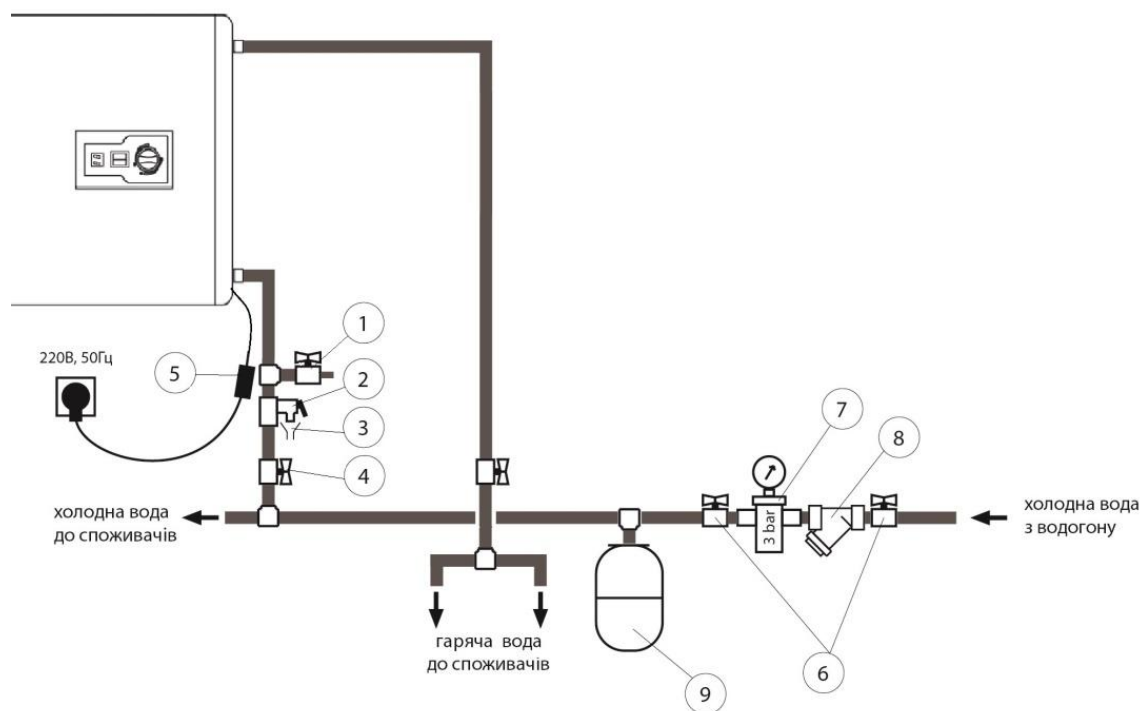 1
2
220В, 50Гц
5
3
7
8
4
холодна вода
до споживачів
3 bar
холодна вода
з водогону
гаряча вода
до споживачів
6
9